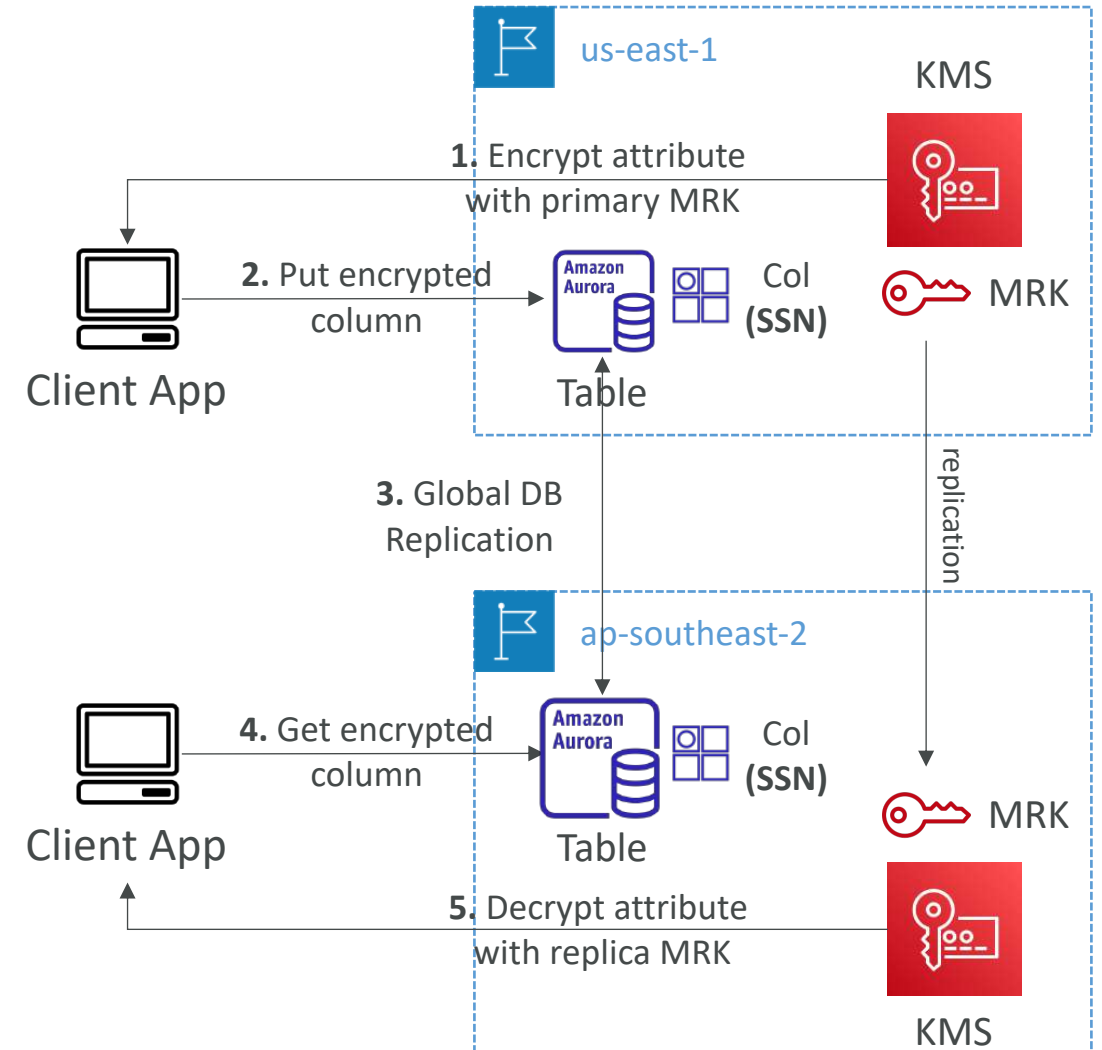 us-east-1
KMS
1. Encrypt attribute
with primary MRK
2. Put encrypted
column
Amazon
Aurora
Col
(SSN)
MRK
Client App
Table
3. Global DB
Replication
replication
ap-southeast-2
4. Get encrypted
column
Amazon
Aurora
Col
(SSN)
MRK
Client App
Table
5. Decrypt attribute
with replica MRK
KMS